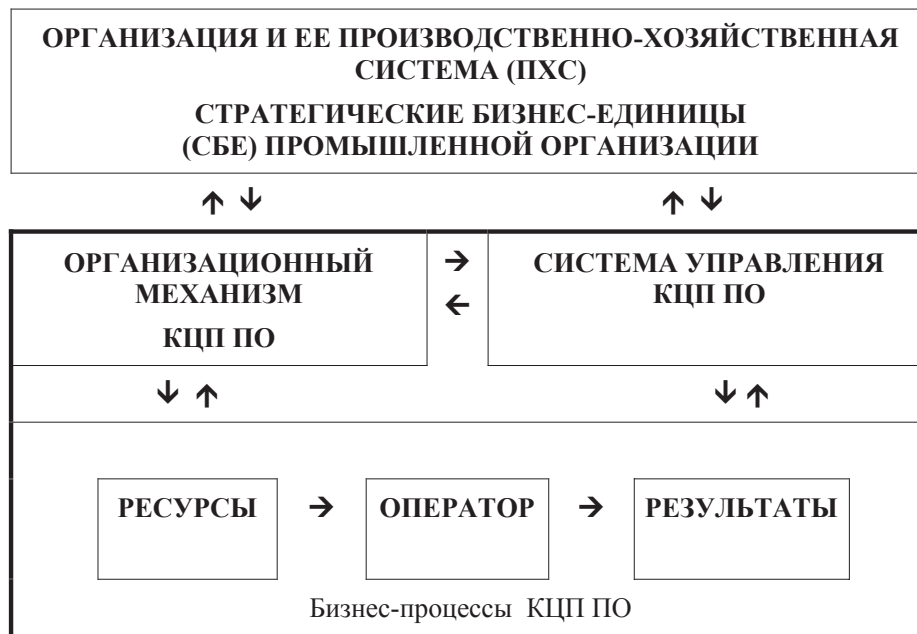 ОРГАНИЗАЦИЯ И ЕЕ ПРОИЗВОДСТВЕННО-ХОЗЯЙСТВЕННАЯ
СИСТЕМА (ПХС)
СТРАТЕГИЧЕСКИЕ БИЗНЕС-ЕДИНИЦЫ
(СБЕ) ПРОМЫШЛЕННОЙ ОРГАНИЗАЦИИ
ОРГАНИЗАЦИОННЫЙ
МЕХАНИЗМ
КЦП ПО
СИСТЕМА УПРАВЛЕНИЯ
КЦП ПО
РЕСУРСЫ
ОПЕРАТОР
РЕЗУЛЬТАТЫ
Бизнес-процессы КЦП ПО